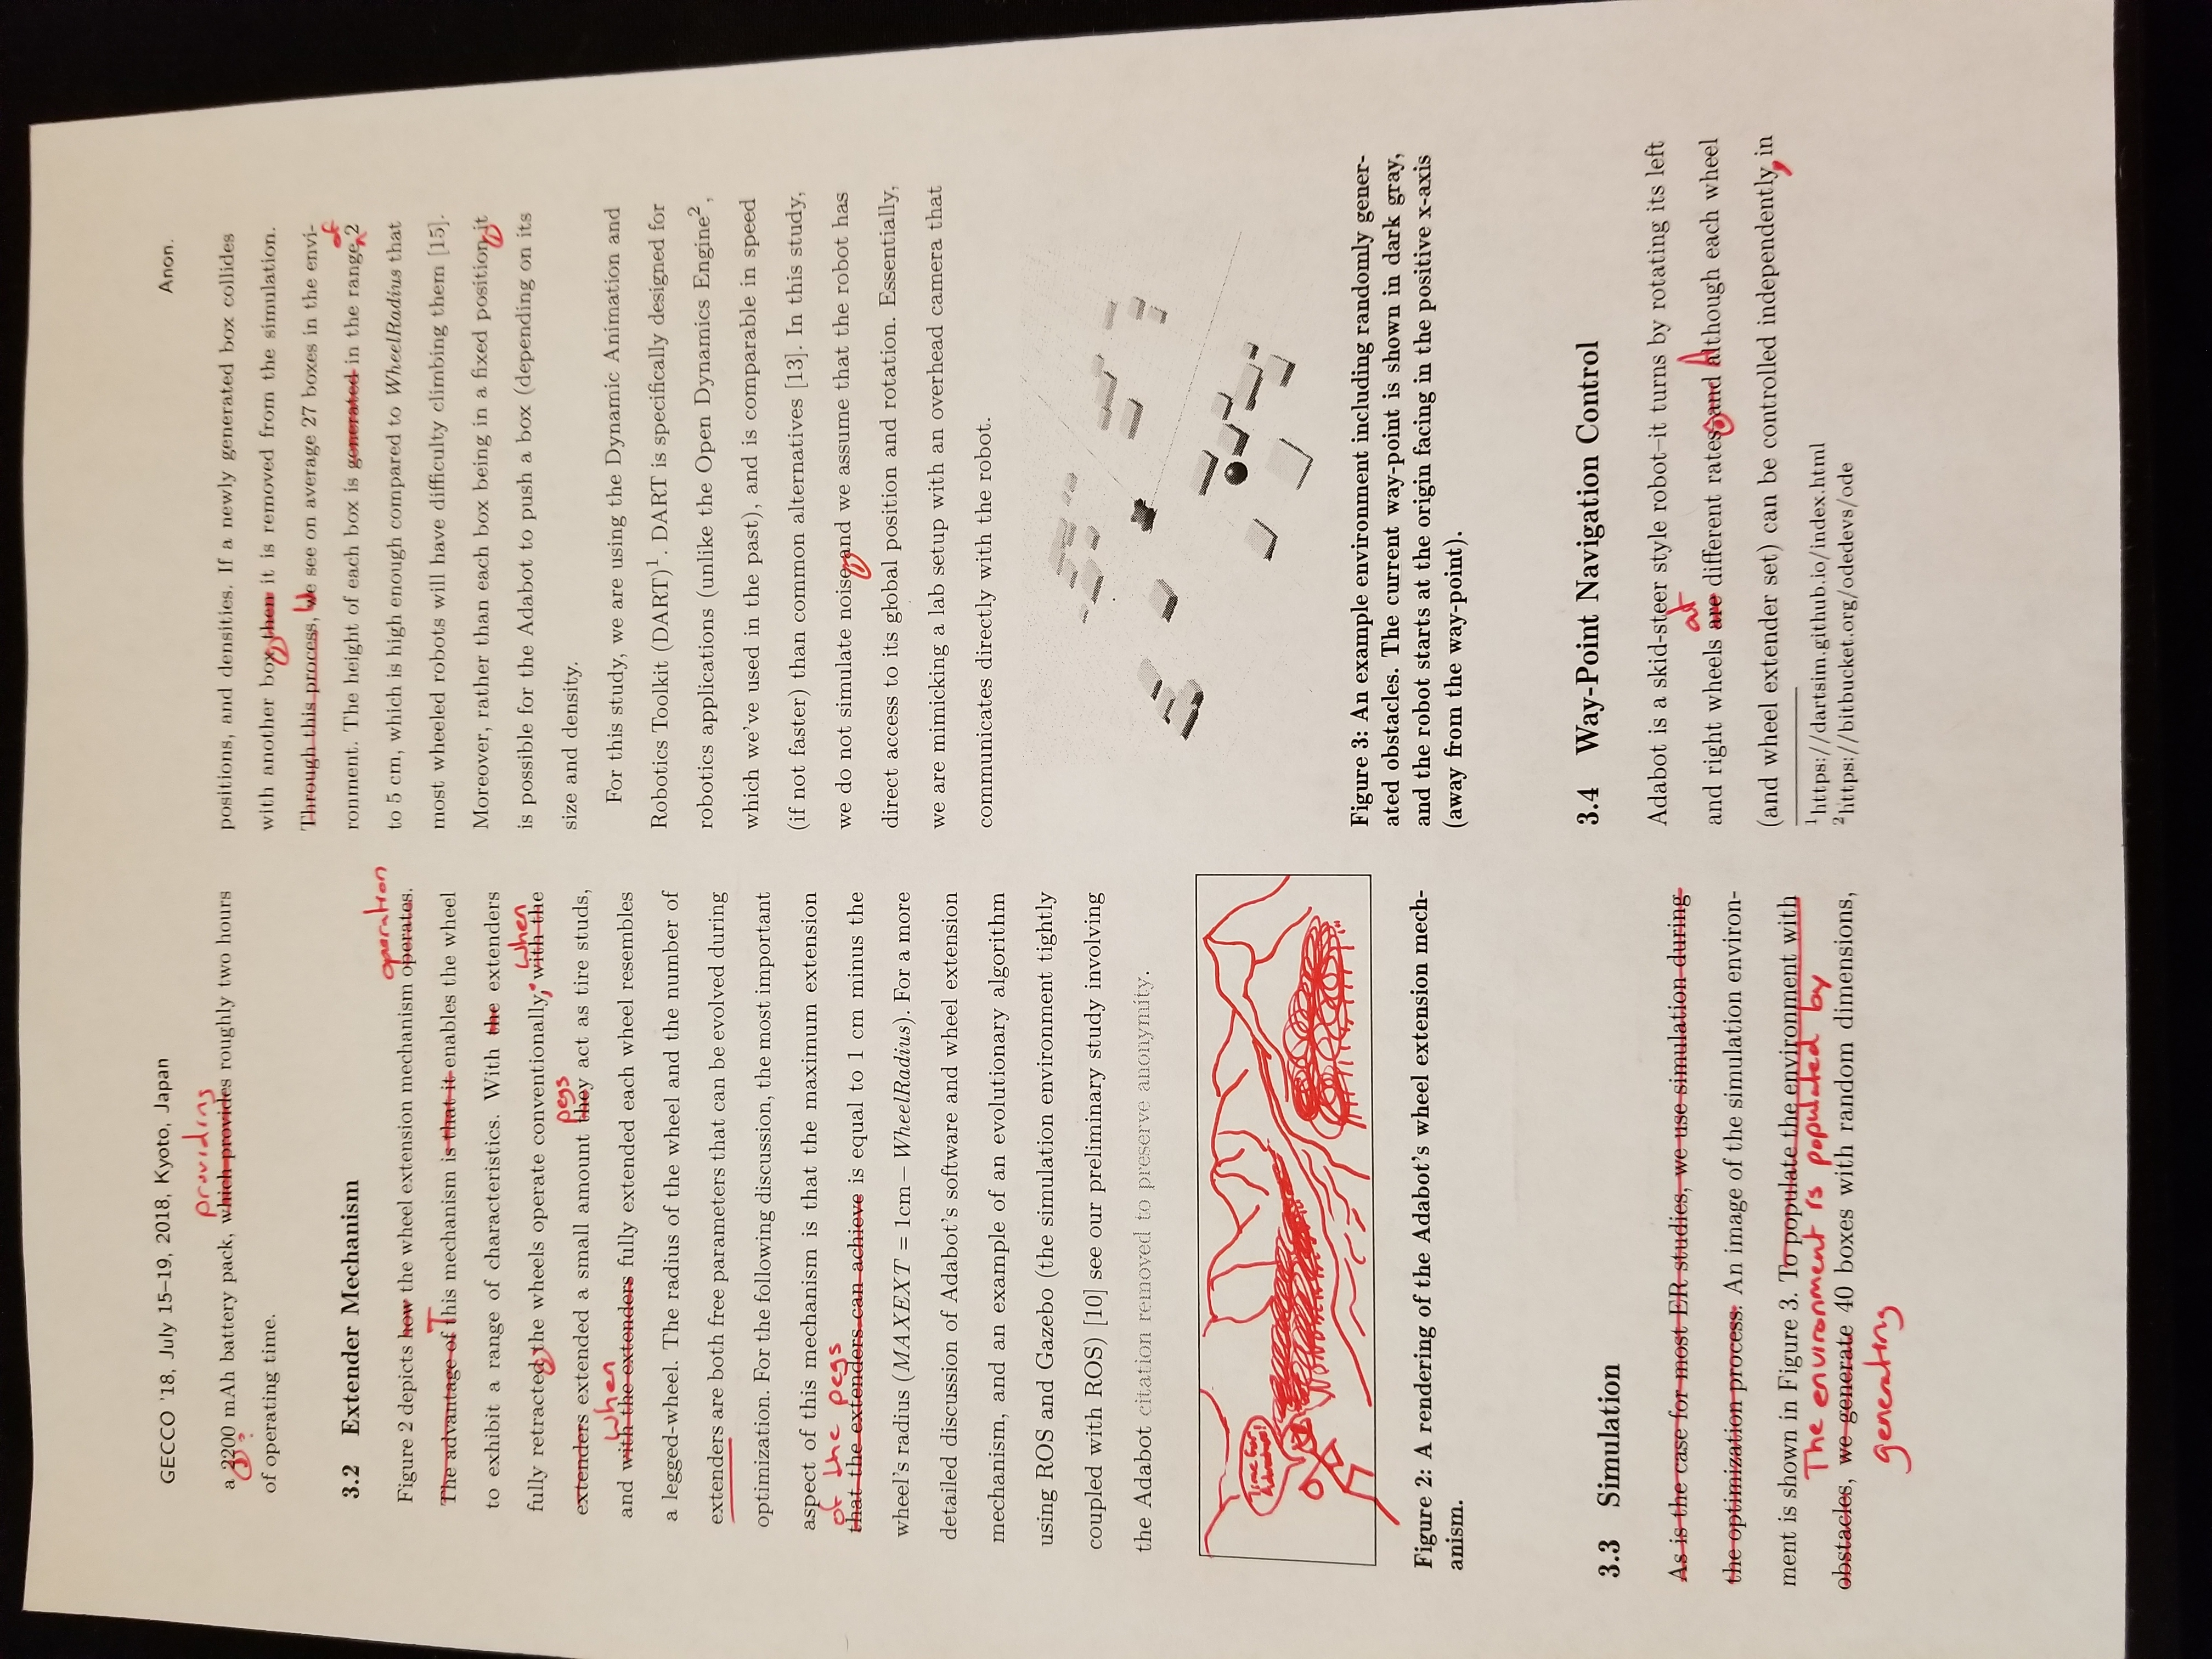 GECCO '18, July 15–19, 2018, Kyoto, Japan
Anon.
providing
a 2200 mAh battery pack, which provides roughly two hours
, ?
of operating time.
3.2 Extender Mechanism
operation
Figure 2 depicts how the wheel extension mechanism operates.
The advantage of This mechanism is that it enables the wheel
to exhibit a range of characteristics. With the extenders
when
fully retracted, the wheels operate conventionally, with the
pegs
extenders extended a small amount they act as tire studs,
when
and with the extenders fully extended each wheel resembles
a legged-wheel. The radius of the wheel and the number of
extenders are both free parameters that can be evolved during
optimization. For the following discussion, the most important
aspect of this mechanism is that the maximum extension
of the pegs
that the extenders can achieve is equal to 1 cm minus the
wheel's radius (MAXEXT = 1cm− WheelRadius). For a more
detailed discussion of Adabot's software and wheel extension
mechanism, and an example of an evolutionary algorithm
using ROS and Gazebo (the simulation environment tightly
coupled with ROS) [10] see our preliminary study involving
the Adabot citation removed to preserve anonymity.
Time for
Adventure!
Figure 2: A rendering of the Adabot's wheel extension mech-
anism.
3.3 Simulation
As is the case for most ER studies, we use simulation during
the optimization process. An image of the simulation environ-
ment is shown in Figure 3. To populate the environment with
The environment is populated by
obstacles, we generate 40 boxes with random dimensions,
generating
positions, and densities. If a newly generated box collides
with another box, then it is removed from the simulation.
Through this process, We see on average 27 boxes in the envi-
of
ronment. The height of each box is generated in the range 2
to 5 cm, which is high enough compared to WheelRadius that
most wheeled robots will have difficulty climbing them [15].
Moreover, rather than each box being in a fixed position, it
is possible for the Adabot to push a box (depending on its
size and density.
For this study, we are using the Dynamic Animation and
Robotics Toolkit (DART)1. DART is specifically designed for
robotics applications (unlike the Open Dynamics Engine2,
which we've used in the past), and is comparable in speed
(if not faster) than common alternatives [13]. In this study,
we do not simulate noise, and we assume that the robot has
direct access to its global position and rotation. Essentially,
we are mimicking a lab setup with an overhead camera that
communicates directly with the robot.
Figure 3: An example environment including randomly gener-
ated obstacles. The current way-point is shown in dark gray,
and the robot starts at the origin facing in the positive x-axis
(away from the way-point).
3.4 Way-Point Navigation Control
Adabot is a skid-steer style robot–it turns by rotating its left
at
and right wheels are different rates. and Although each wheel
(and wheel extender set) can be controlled independently, in
1https://dartsim.github.io/index.html
2https://bitbucket.org/odedevs/ode